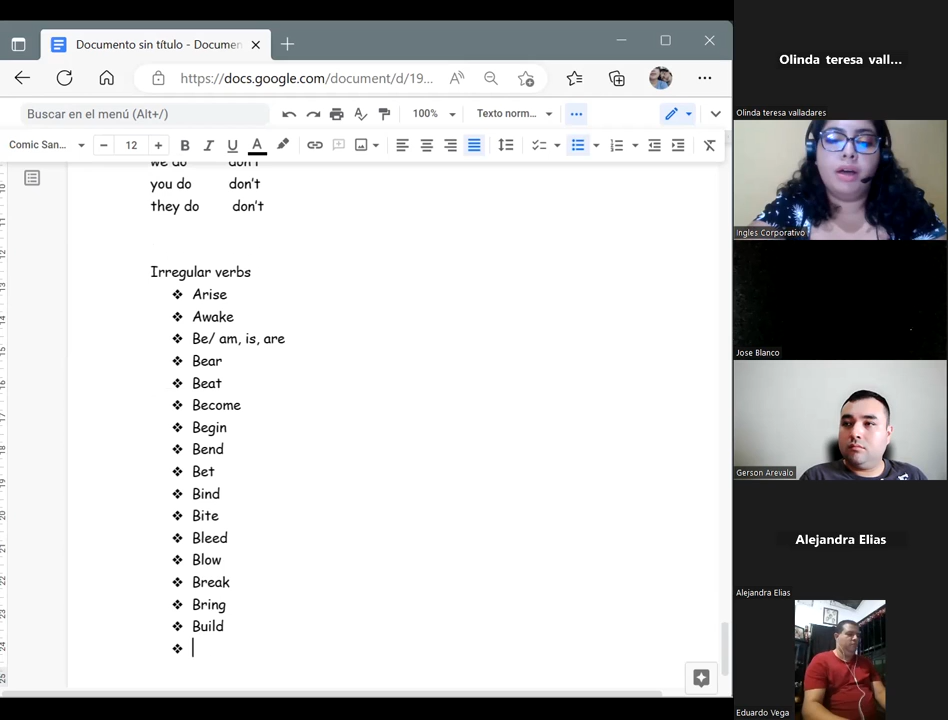 Documento sin título - Documen
https://docs.google.com/document/d/19...
Buscar en el menú (Alt+/)
100%
Texto norm...
Comic San...
12
we do don't
you do don't
they do don't
Irregular verbs
Arise
Awake
Be/ am, is, are
Bear
Beat
Become
Begin
Bend
Bet
Bind
Bite
Bleed
Blow
Break
Bring
Build
Olinda teresa vall...
Olinda teresa valladares
Ingles Corporativo
Jose Blanco
Gerson Arevalo
Alejandra Elias
Alejandra Elias
Eduardo Vega